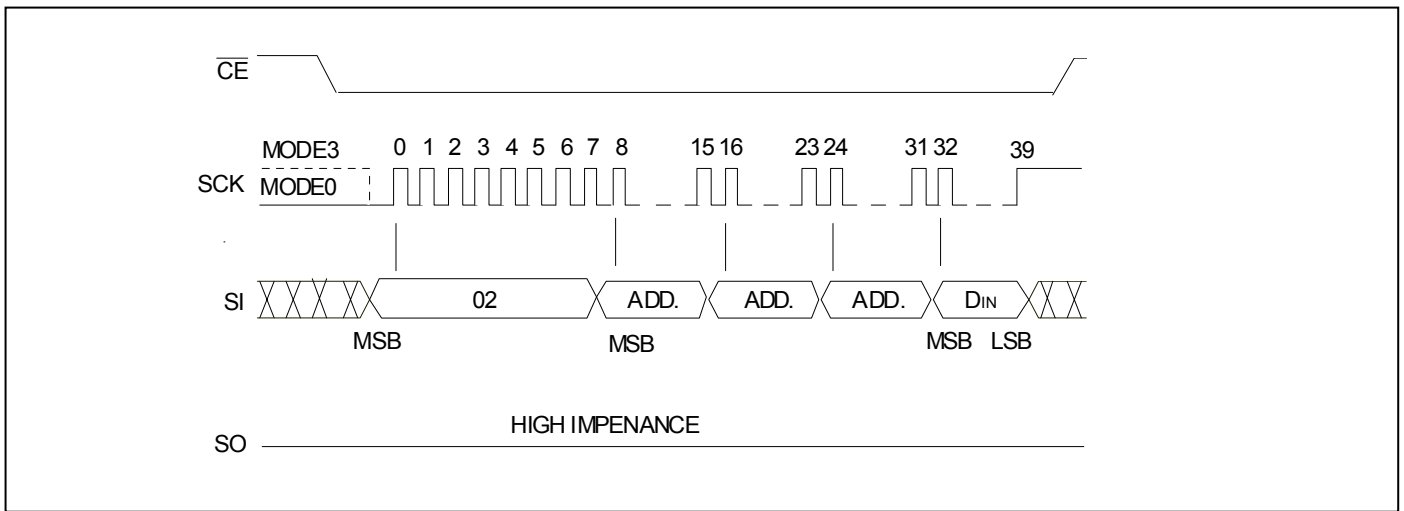 CE
MODE3 0 1 2 3 4 5 6 7 8 15 16 23 24 31 32 39
SCK MODE0
SI 02 ADD. ADD. ADD. DIN
MSB MSB MSB LSB
HIGH IMPENANCE
SO